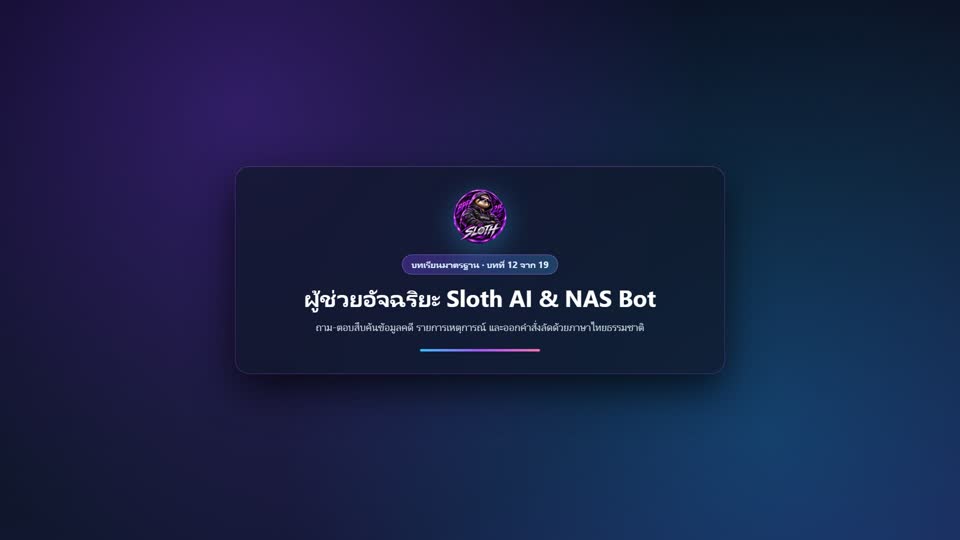 SLOTH
บทเรียนมาตรฐาน • บทที่ 12 จาก 19
ผู้ช่วยอัจฉริยะ Sloth AI & NAS Bot
ถาม-ตอบสืบค้นข้อมูลคดี รายการเหตุการณ์ และออกคำสั่งลัดด้วยภาษาไทยธรรมชาติ